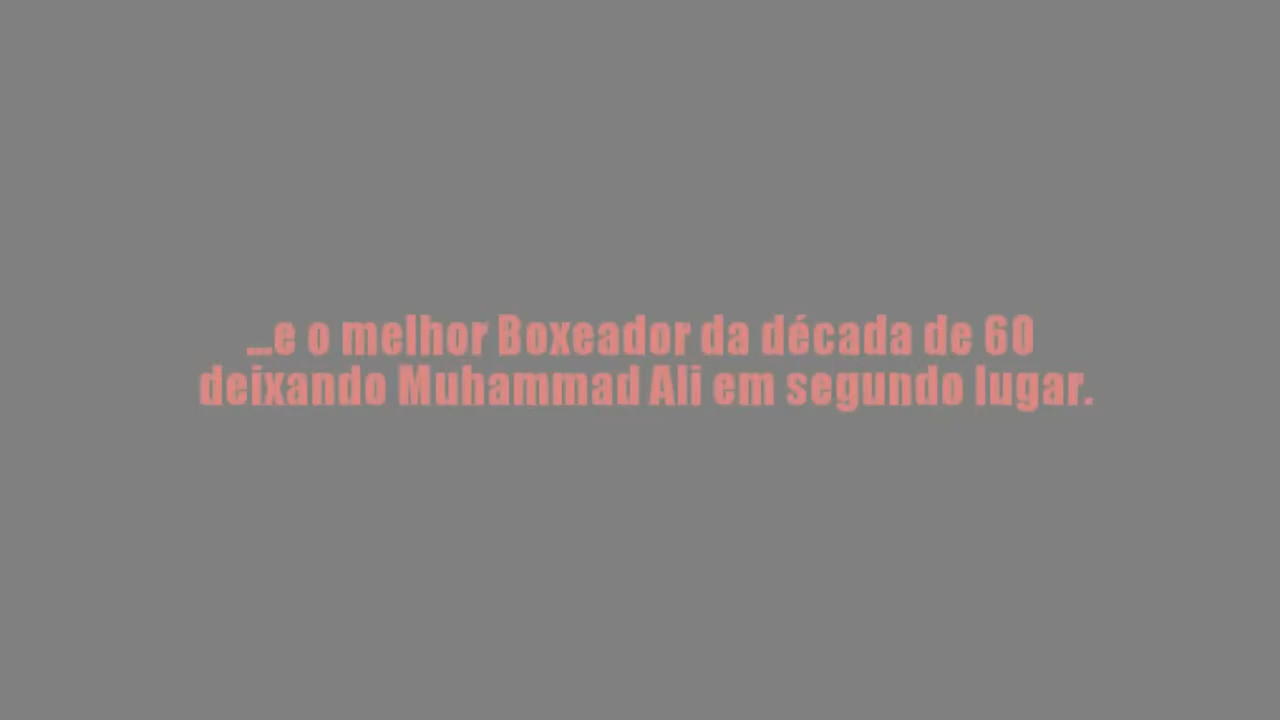 ...e o melhor Boxeador da década de 60
deixando Muhammad Ali em segundo lugar.